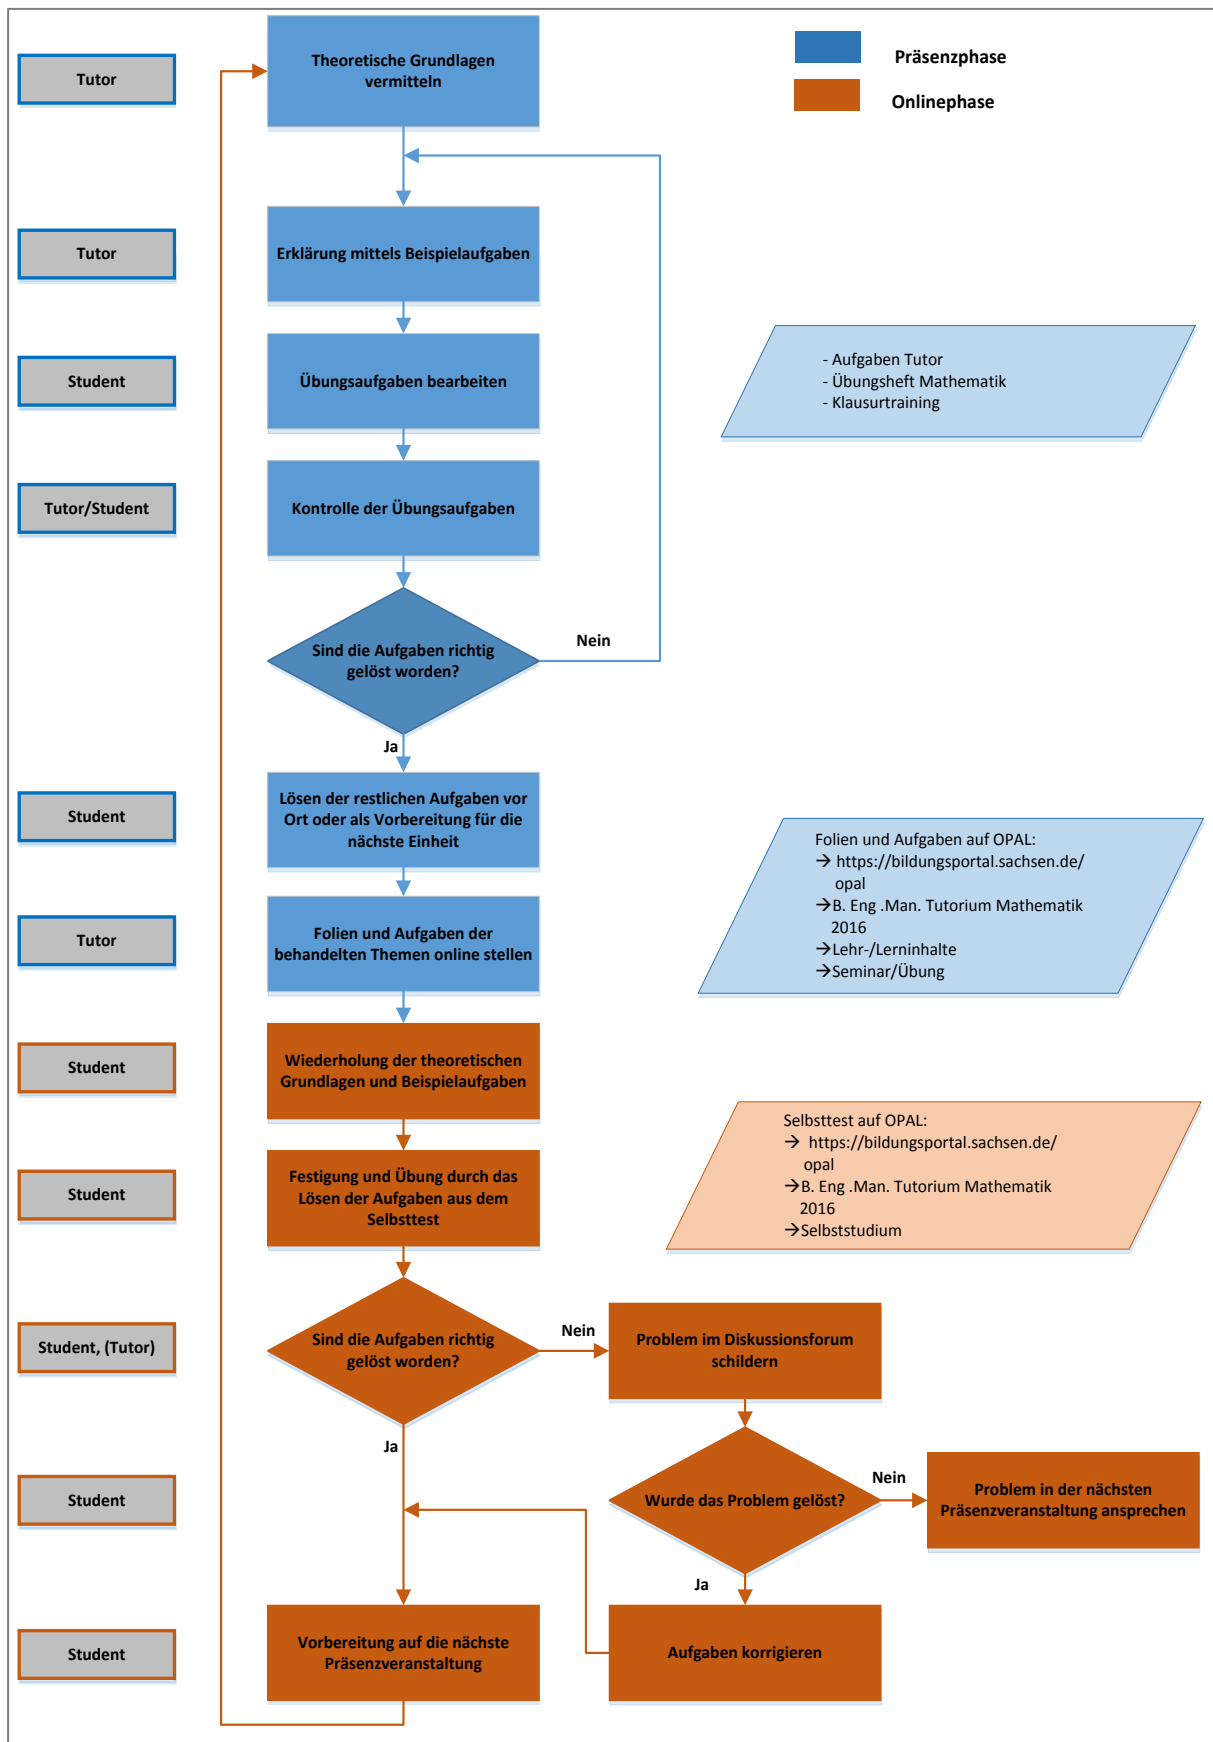 Theoretische Grundlagen
vermitteln
Tutor
Präsenzphase
Onlinephase
Tutor
Erklärung mittels Beispielaufgaben
Student
Übungsaufgaben bearbeiten
- Aufgaben Tutor
- Übungsheft Mathematik
- Klausurtraining
Tutor/Student
Kontrolle der Übungsaufgaben
Sind die Aufgaben richtig
gelöst worden?
Nein
Ja
Student
Lösen der restlichen Aufgaben vor
Ort oder als Vorbereitung für die
nächste Einheit
Folien und Aufgaben auf OPAL:
→ https://bildungsportal.sachsen.de/
opal
→B. Eng .Man. Tutorium Mathematik
2016
→Lehr-/Lerninhalte
→Seminar/Übung
Tutor
Folien und Aufgaben der
behandelten Themen online stellen
Student
Wiederholung der theoretischen
Grundlagen und Beispielaufgaben
Selbsttest auf OPAL:
→ https://bildungsportal.sachsen.de/
opal
→B. Eng .Man. Tutorium Mathematik
2016
→Selbststudium
Student
Festigung und Übung durch das
Lösen der Aufgaben aus dem
Selbsttest
Student, (Tutor)
Sind die Aufgaben richtig
gelöst worden?
Nein
Problem im Diskussionsforum
schildern
Ja
Student
Wurde das Problem gelöst?
Nein
Problem in der nächsten
Präsenzveranstaltung ansprechen
Ja
Student
Vorbereitung auf die nächste
Präsenzveranstaltung
Aufgaben korrigieren